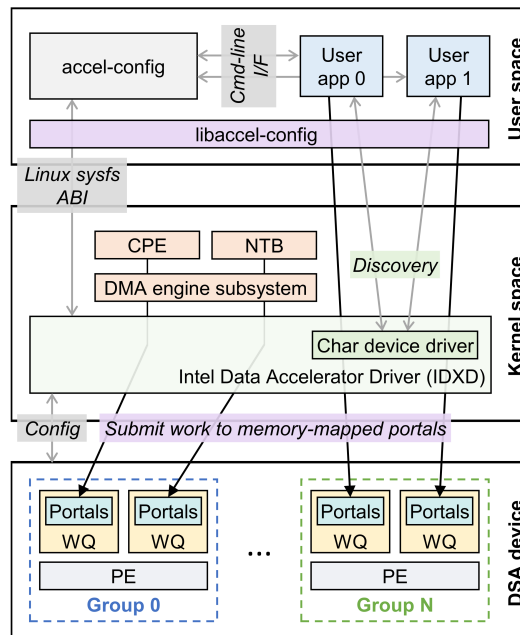 accel-config
Cmd-line
I/F
User
app 0
User
app 1
User space
libaccel-config
Linux sysfs
ABI
CPE
NTB
DMA engine subsystem
Discovery
Kernel space
Char device driver
Intel Data Accelerator Driver (IDXD)
Config
Submit work to memory-mapped portals
Portals
WQ
Portals
WQ
PE
Group 0
...
Portals
WQ
Portals
WQ
PE
Group N
DSA device